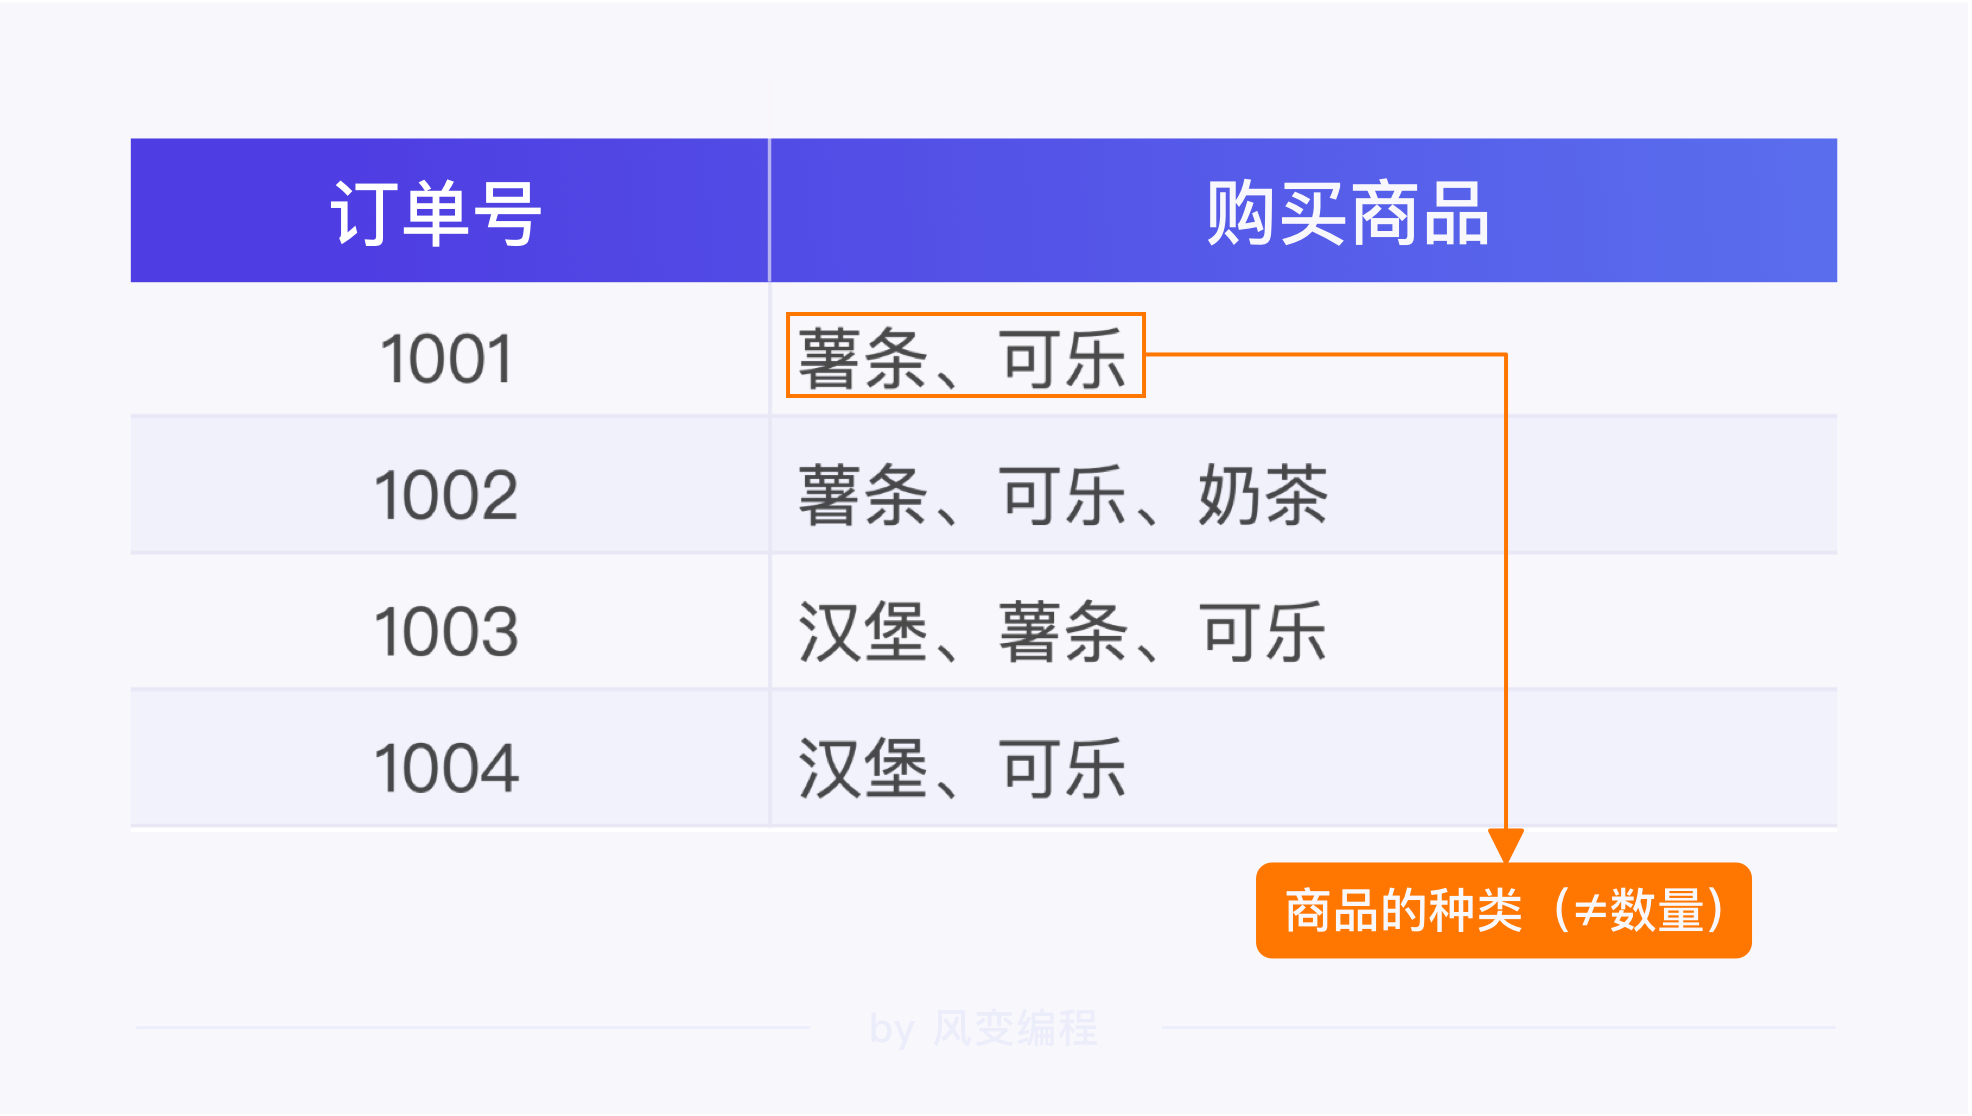 订单号 购买商品
1001 薯条、可乐
1002 薯条、可乐、奶茶
1003 汉堡、薯条、可乐
1004 汉堡、可乐
商品的种类（≠数量）
by 风变编程